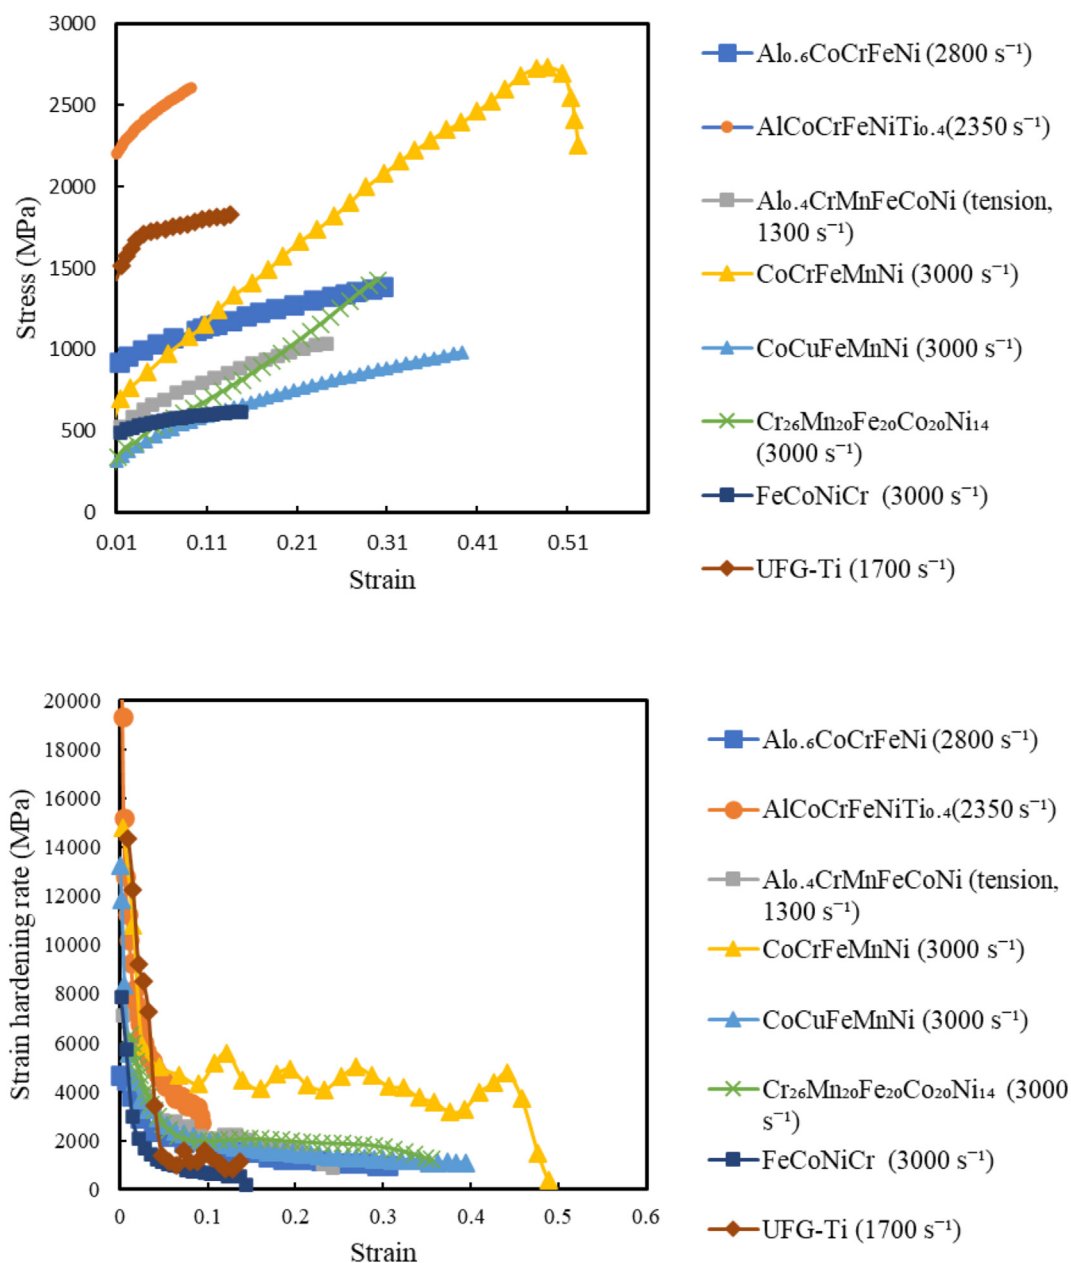 3000
2500
2000
1500
1000
500
0
Stress (MPa)
0.01 0.11 0.21 0.31 0.41 0.51
Strain
Al₀.₆CoCrFeNi (2800 s⁻¹)
AlCoCrFeNiTi₀.₄(2350 s⁻¹)
Al₀.₄CrMnFeCoNi (tension,
1300 s⁻¹)
CoCrFeMnNi (3000 s⁻¹)
CoCuFeMnNi (3000 s⁻¹)
Cr₂₆Mn₂₀Fe₂₀Co₂₀Ni₁₄
(3000 s⁻¹)
FeCoNiCr (3000 s⁻¹)
UFG-Ti (1700 s⁻¹)
20000
18000
16000
14000
12000
10000
8000
6000
4000
2000
0
Strain hardening rate (MPa)
0 0.1 0.2 0.3 0.4 0.5 0.6
Strain
Al₀.₆CoCrFeNi (2800 s⁻¹)
AlCoCrFeNiTi₀.₄(2350 s⁻¹)
Al₀.₄CrMnFeCoNi (tension,
1300 s⁻¹)
CoCrFeMnNi (3000 s⁻¹)
CoCuFeMnNi (3000 s⁻¹)
Cr₂₆Mn₂₀Fe₂₀Co₂₀Ni₁₄ (3000
s⁻¹)
FeCoNiCr (3000 s⁻¹)
UFG-Ti (1700 s⁻¹)